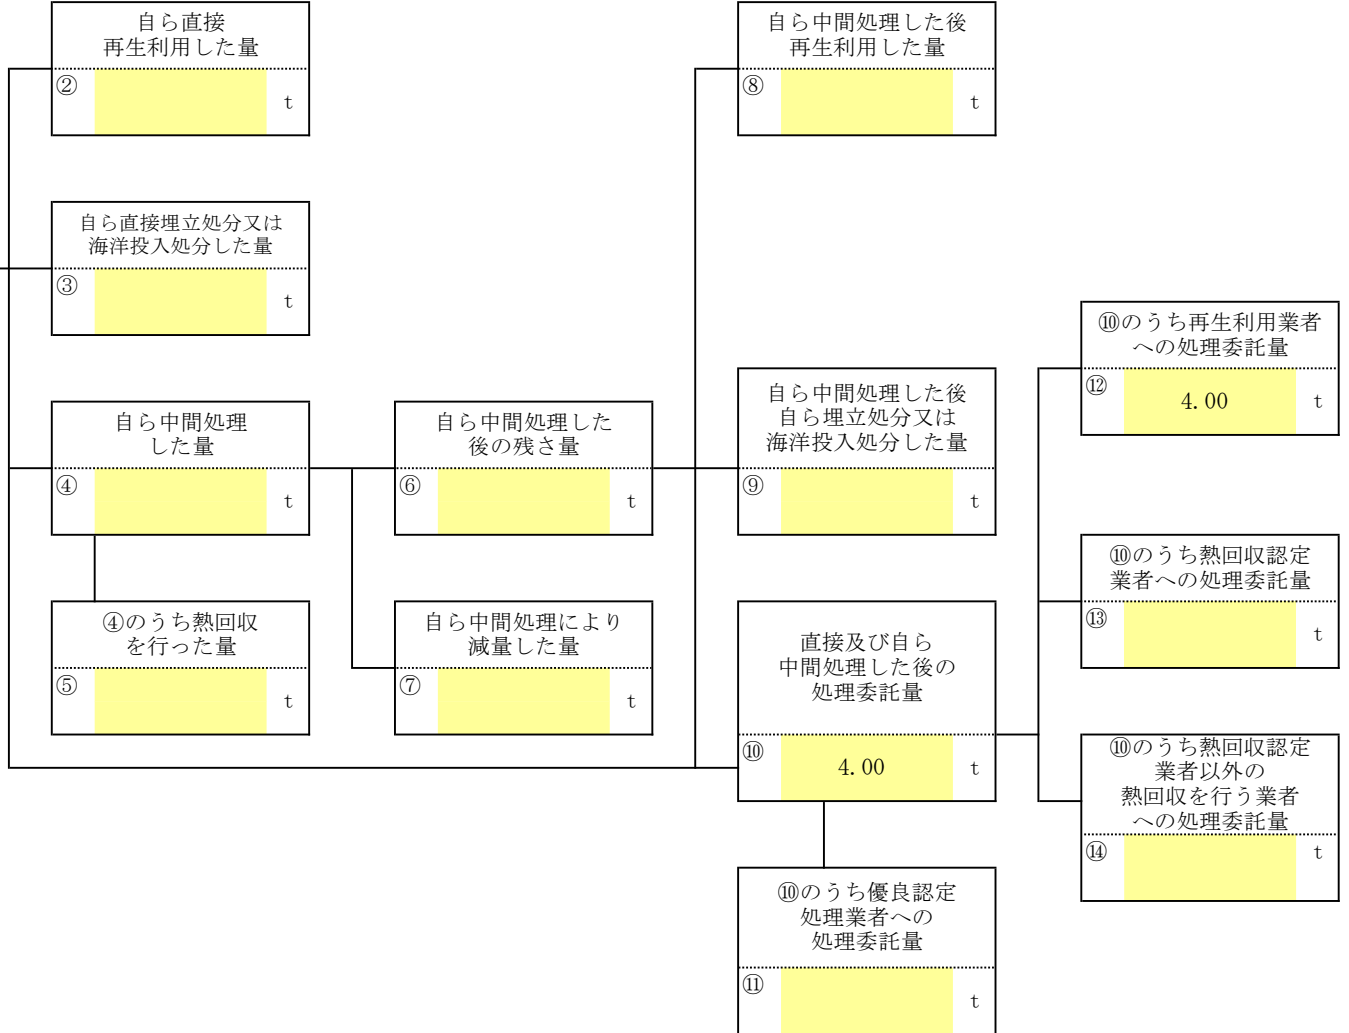 自ら直接
再生利用した量
② t
自ら中間処理した後
再生利用した量
⑧ t
自ら直接埋立処分又は
海洋投入処分した量
③ t
⑩のうち再生利用業者
への処理委託量
⑫ 4.00 t
自ら中間処理
した量
④ t
自ら中間処理した
後の残さ量
⑥ t
自ら中間処理した後
自ら埋立処分又は
海洋投入処分した量
⑨ t
⑩のうち熱回収認定
業者への処理委託量
⑬ t
④のうち熱回収
を行った量
⑤ t
自ら中間処理により
減量した量
⑦ t
直接及び自ら
中間処理した後の
処理委託量
⑩ 4.00 t
⑩のうち熱回収認定
業者以外の
熱回収を行う業者
への処理委託量
⑭ t
⑩のうち優良認定
処理業者への
処理委託量
⑪ t